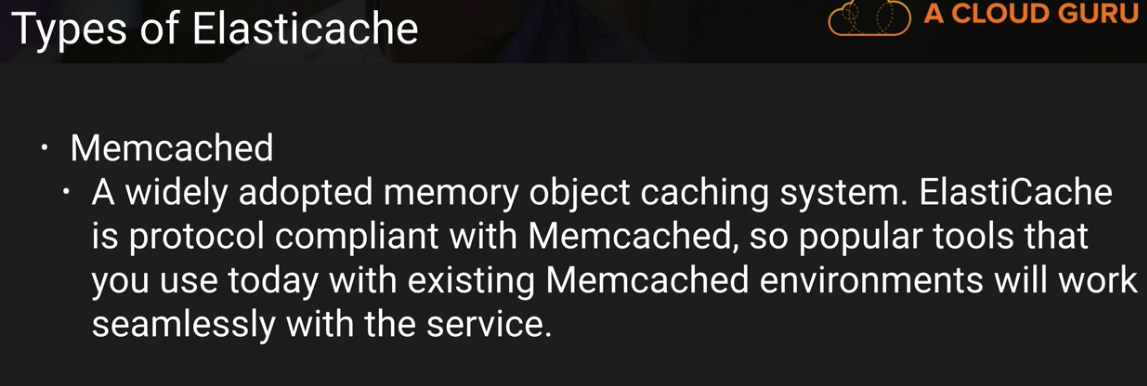 Types of Elasticache
A CLOUD GURU
• Memcached
• A widely adopted memory object caching system. ElastiCache
is protocol compliant with Memcached, so popular tools that
you use today with existing Memcached environments will work
seamlessly with the service.